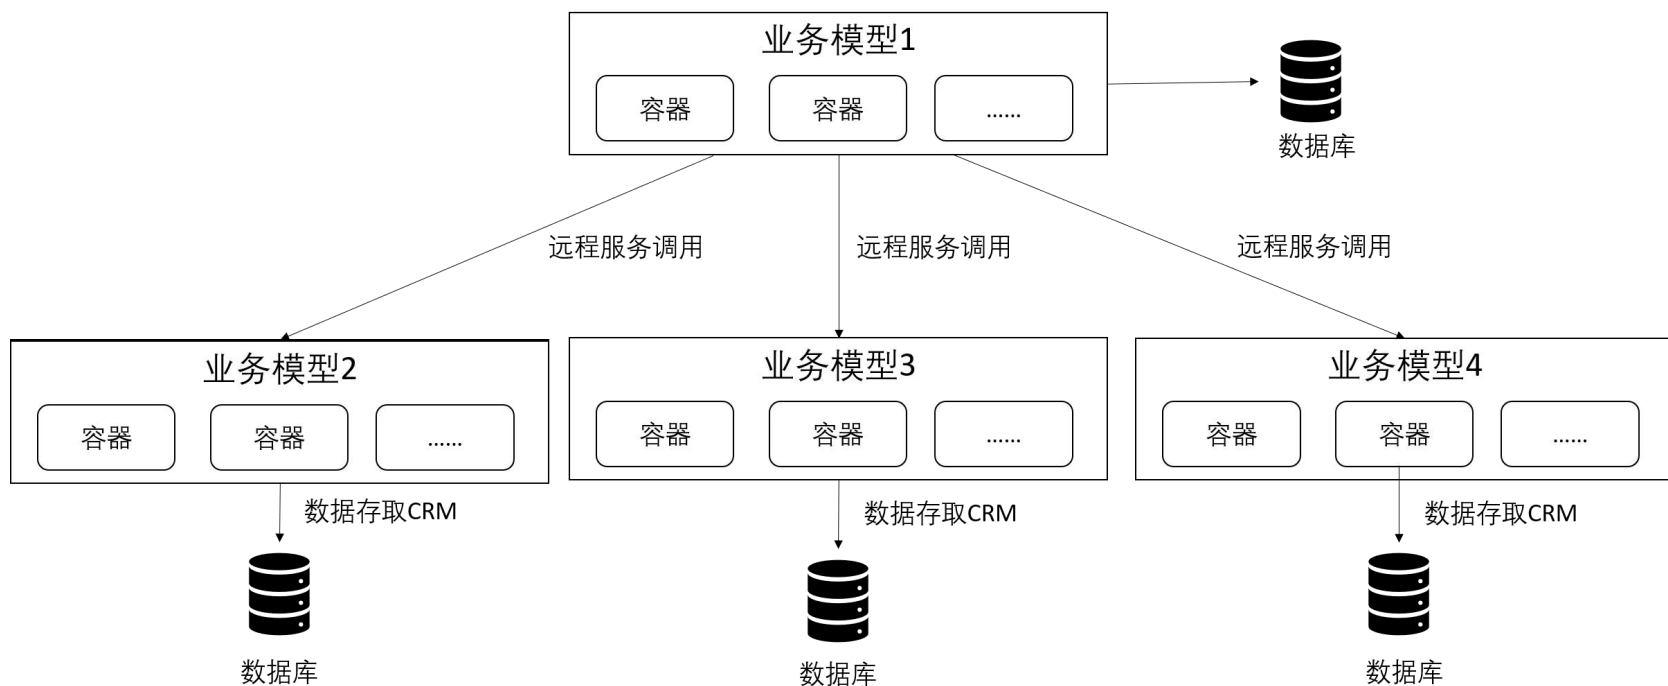 业务模型1
容器
容器
......
数据库
远程服务调用
远程服务调用
远程服务调用
业务模型2
容器
容器
......
业务模型3
容器
容器
......
业务模型4
容器
容器
......
数据存取CRM
数据存取CRM
数据存取CRM
数据库
数据库
数据库